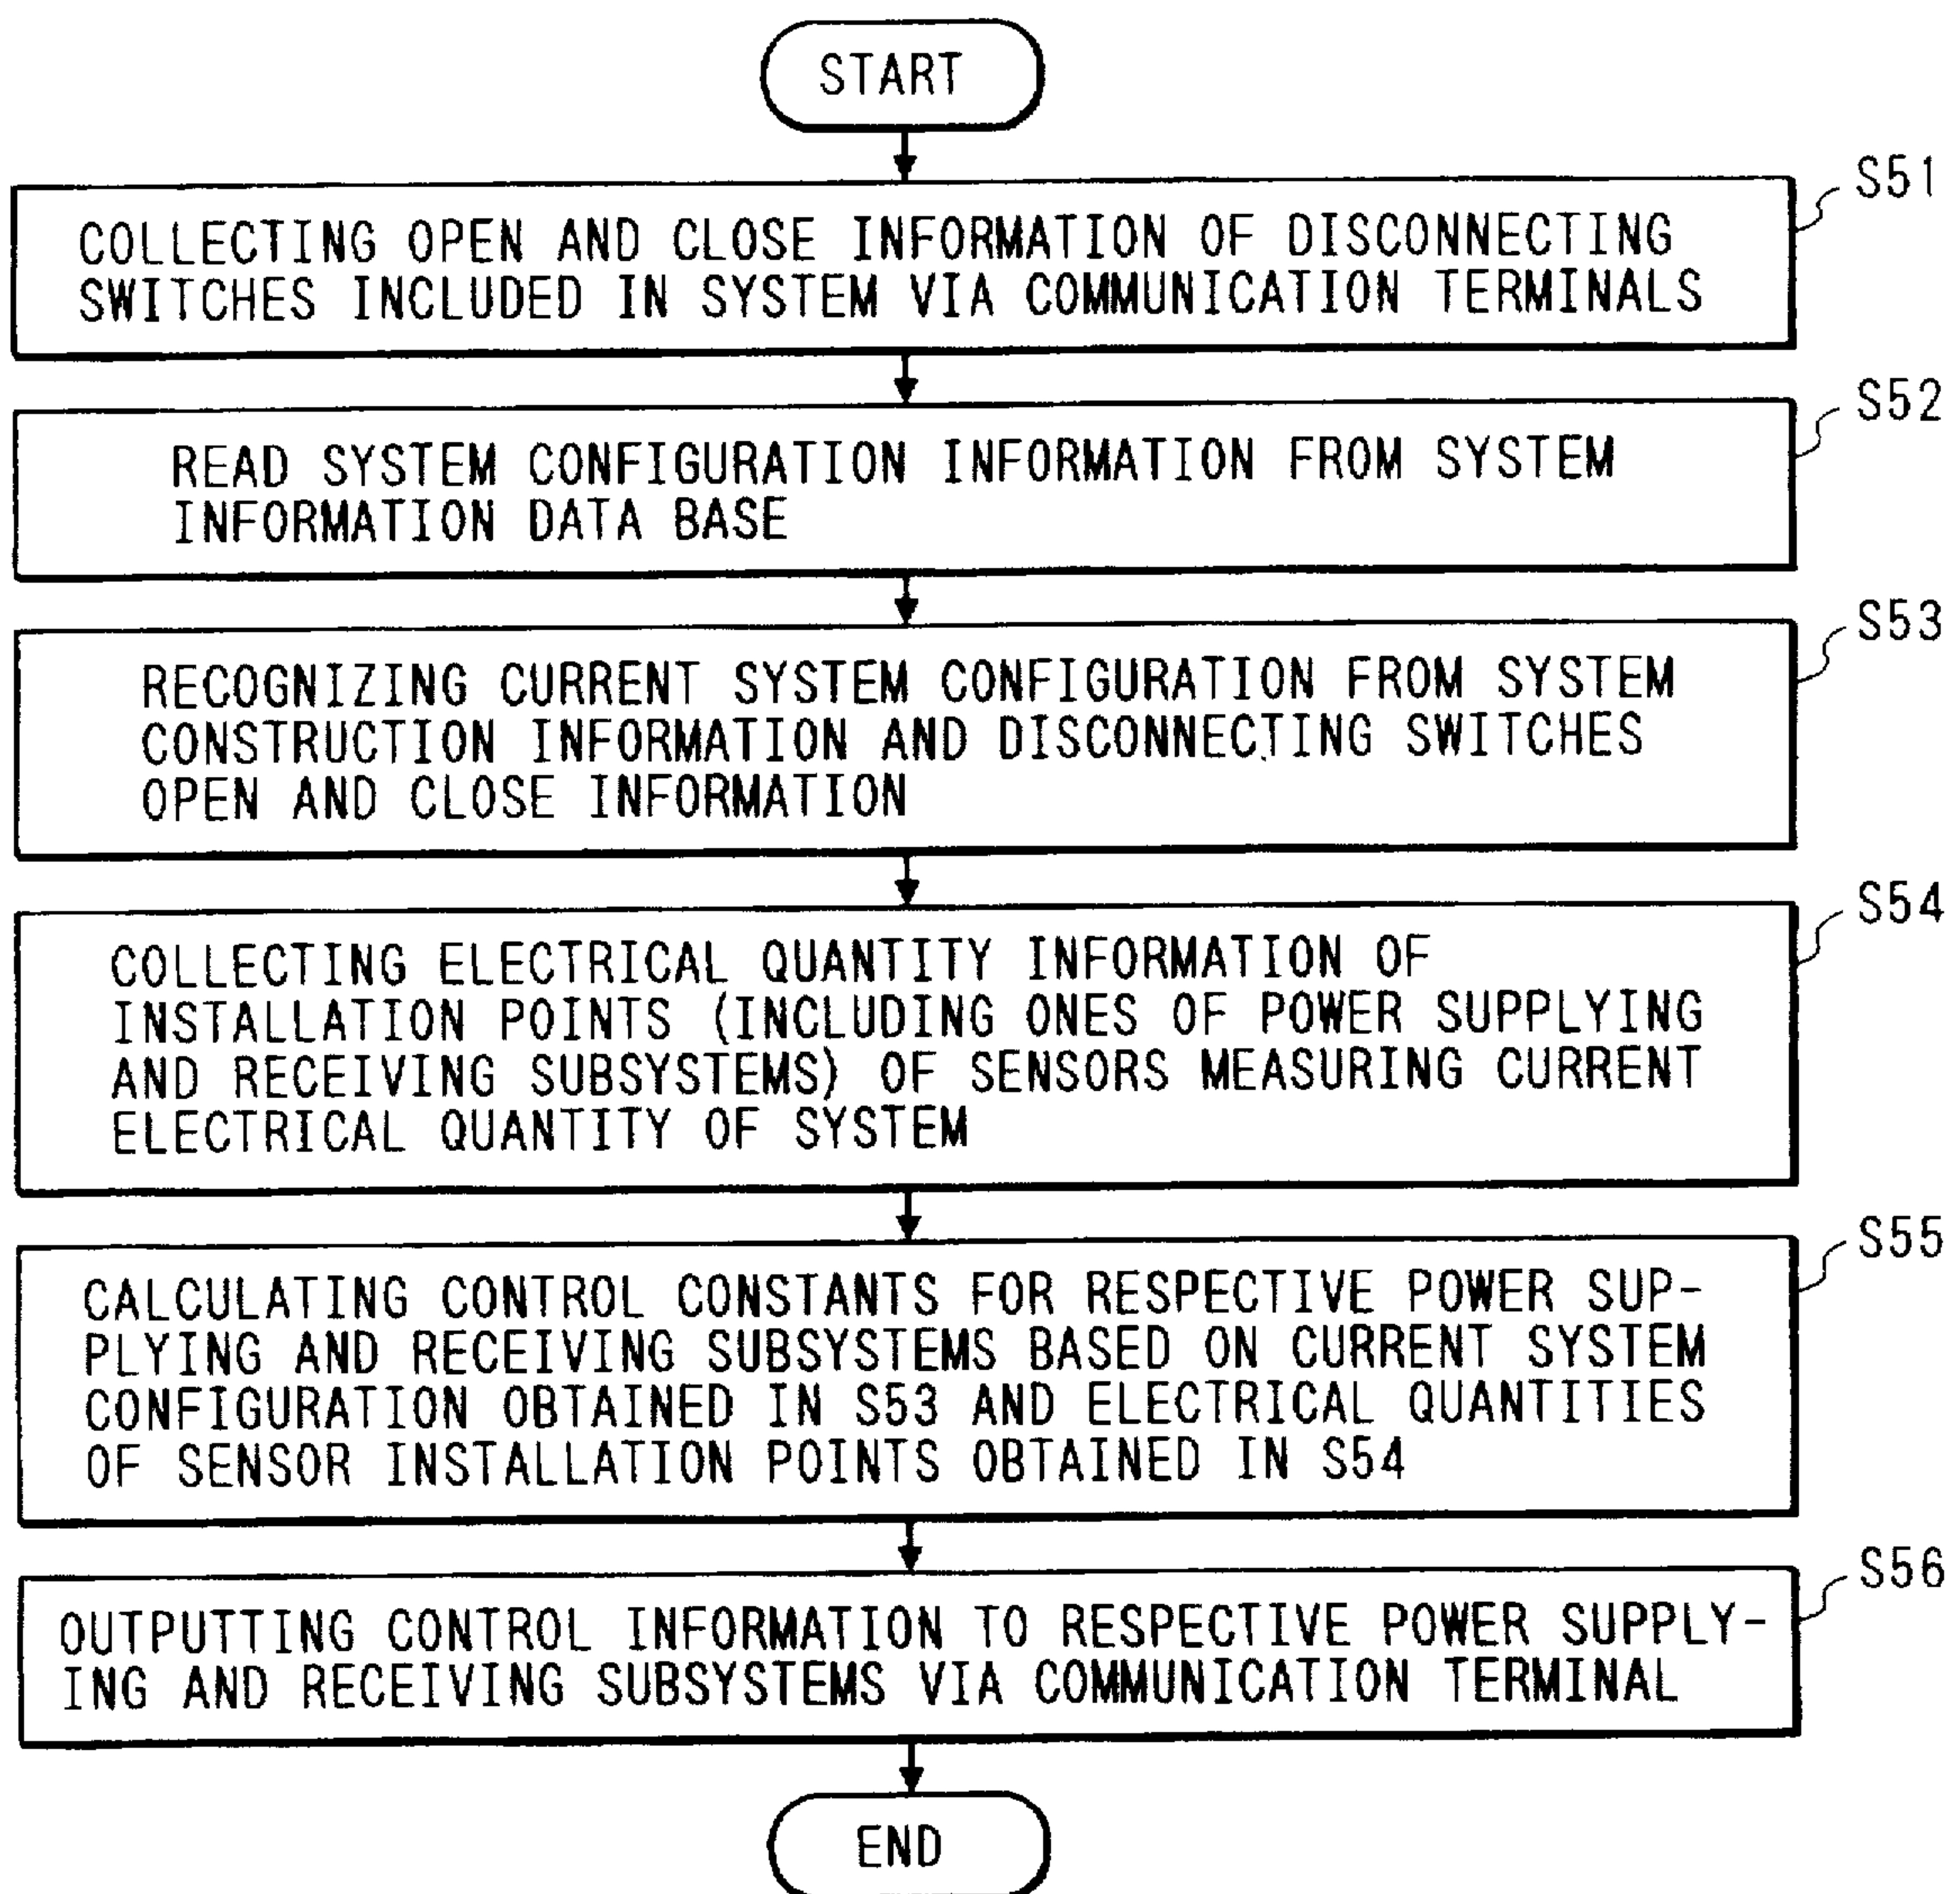 START
S51
COLLECTING OPEN AND CLOSE INFORMATION OF DISCONNECTING
SWITCHES INCLUDED IN SYSTEM VIA COMMUNICATION TERMINALS
S52
READ SYSTEM CONFIGURATION INFORMATION FROM SYSTEM
INFORMATION DATA BASE
S53
RECOGNIZING CURRENT SYSTEM CONFIGURATION FROM SYSTEM
CONSTRUCTION INFORMATION AND DISCONNECTING SWITCHES
OPEN AND CLOSE INFORMATION
S54
COLLECTING ELECTRICAL QUANTITY INFORMATION OF
INSTALLATION POINTS (INCLUDING ONES OF POWER SUPPLYING
AND RECEIVING SUBSYSTEMS) OF SENSORS MEASURING CURRENT
ELECTRICAL QUANTITY OF SYSTEM
S55
CALCULATING CONTROL CONSTANTS FOR RESPECTIVE POWER SUP-
PLYING AND RECEIVING SUBSYSTEMS BASED ON CURRENT SYSTEM
CONFIGURATION OBTAINED IN S53 AND ELECTRICAL QUANTITIES
OF SENSOR INSTALLATION POINTS OBTAINED IN S54
S56
OUTPUTTING CONTROL INFORMATION TO RESPECTIVE POWER SUPPLY-
ING AND RECEIVING SUBSYSTEMS VIA COMMUNICATION TERMINAL
END